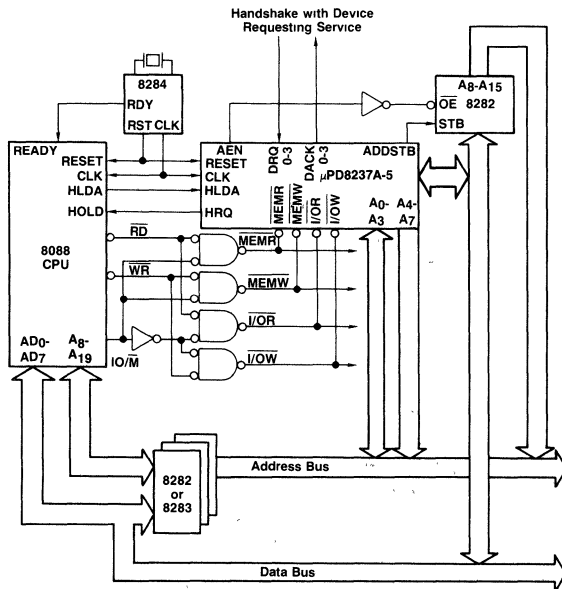 Handshake with Device
Requesting Service
8284
RDY
RST CLK
A8-A15
OE 8282
STB
READY
RESET
CLK
HLDA
HOLD
AEN
RESET
CLK
HLDA
HRQ
DRQ
0-3
DACK
0-3
ADDSTB
μPD8237A-5
MEMR
MEMW
I/OR
I/OW
A0-
A3
A4-
A7
8088
CPU
RD
WR
MEMR
MEMW
I/OR
I/OW
AD0-
AD7
A8-
A19
IO/M
8282
or
8283
Address Bus
Data Bus